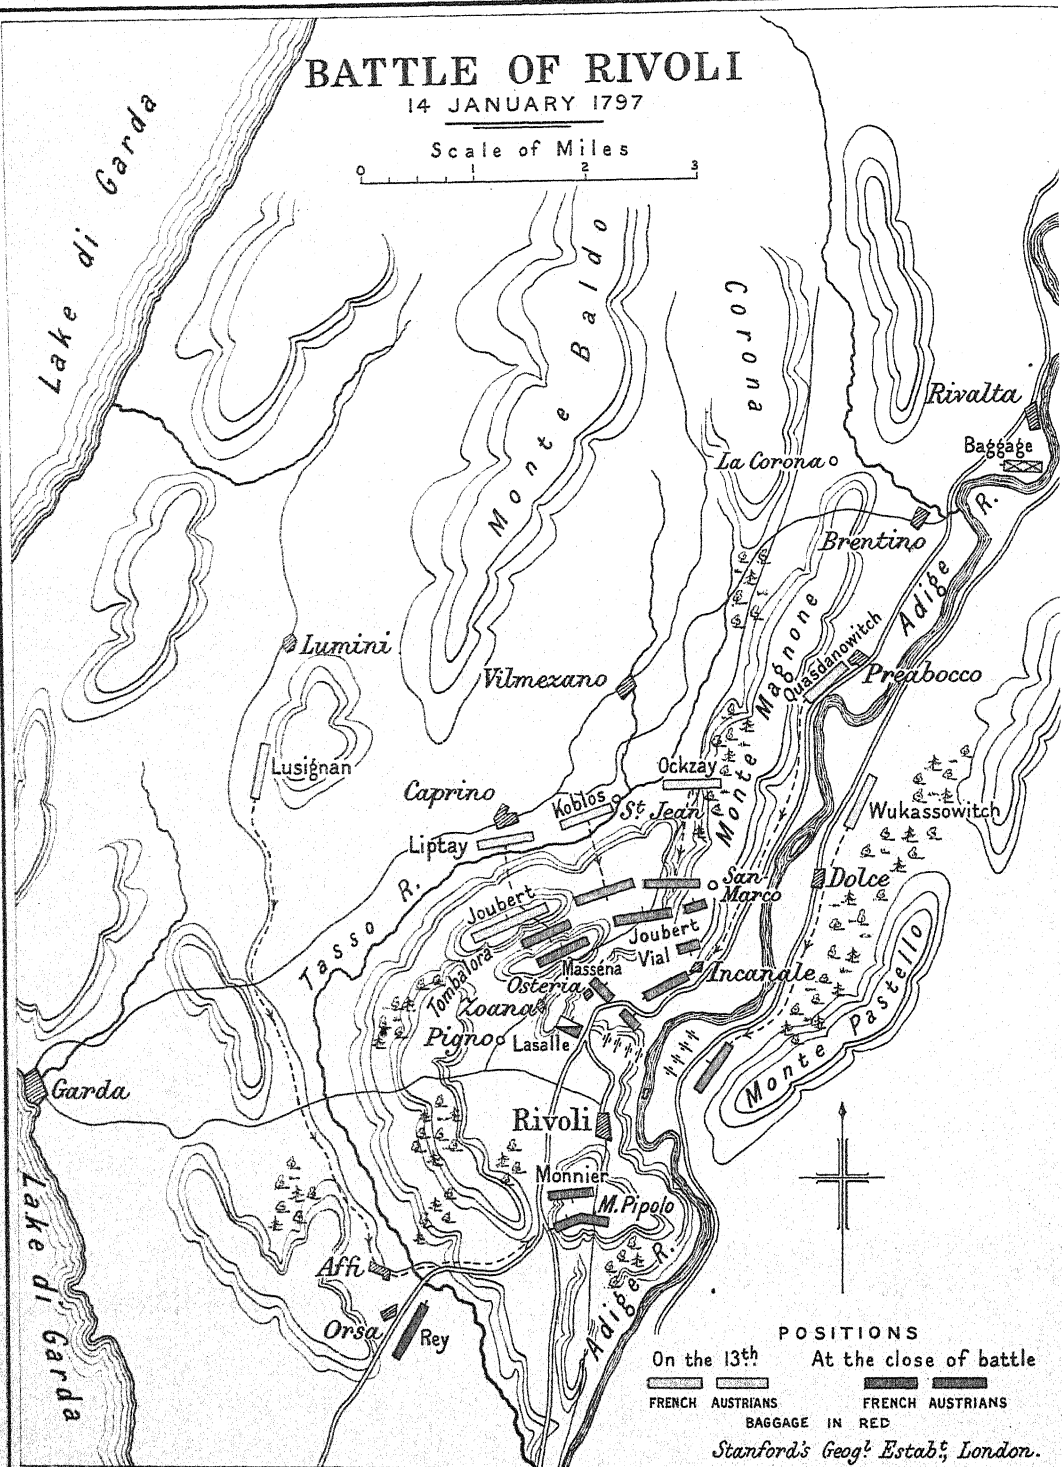 BATTLE OF RIVOLI
14 JANUARY 1797
Scale of Miles
0 2 3
Lake di Garda
Monte Baldo
Corona
Rivalta
Baggage
La Corona
R.
Brentino
Adige
Lumini
Vilmezano
Quasdanowitch
Preabocco
Monte Magnone
Lusignan
Ockzay
Caprino
Koblos
St. Jean
Wukassowitch
Liptay
Dolce
San Marco
Joubert
Tasso R.
Joubert
Vial
Tombalora
Masséna
Incanale
Osteria
Zoana
Pigno
Lasalle
Monte Pastello
Garda
Rivoli
Monnier
M. Pipolo
Lake di Garda
Affi
Adige R.
Orsa
Rey
POSITIONS
On the 13th At the close of battle
FRENCH AUSTRIANS FRENCH AUSTRIANS
BAGGAGE IN RED
Stanford's Geogl. Estabt., London.